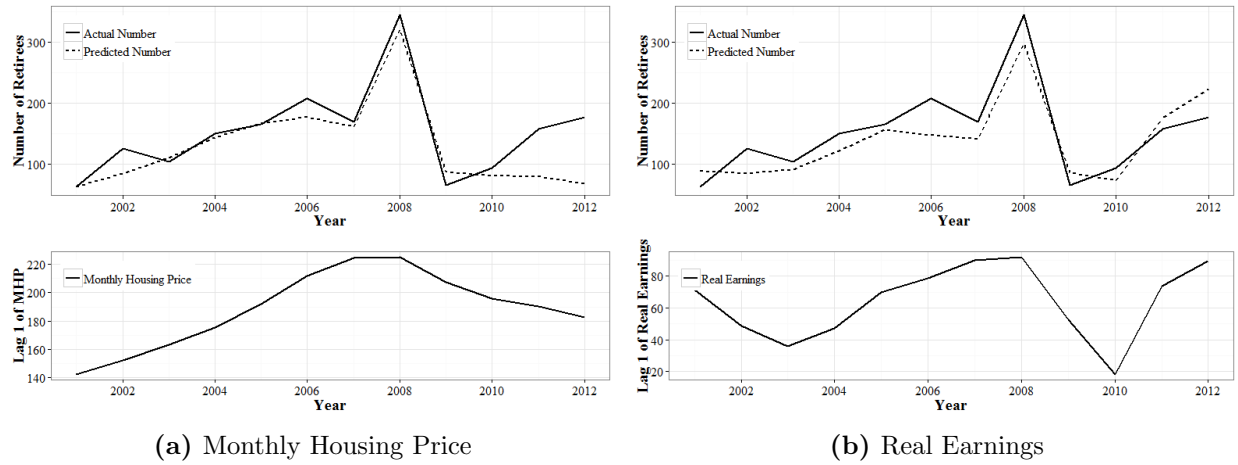 Number of Retirees
300
200
100
Actual Number
Predicted Number
2002 2004 2006 2008 2010 2012
Year
Lag 1 of MHP
220
200
180
160
140
Monthly Housing Price
2002 2004 2006 2008 2010 2012
Year
(a) Monthly Housing Price
Number of Retirees
300
200
100
Actual Number
Predicted Number
2002 2004 2006 2008 2010 2012
Year
Lag 1 of Real Earnings
80
60
40
20
Real Earnings
2002 2004 2006 2008 2010 2012
Year
(b) Real Earnings